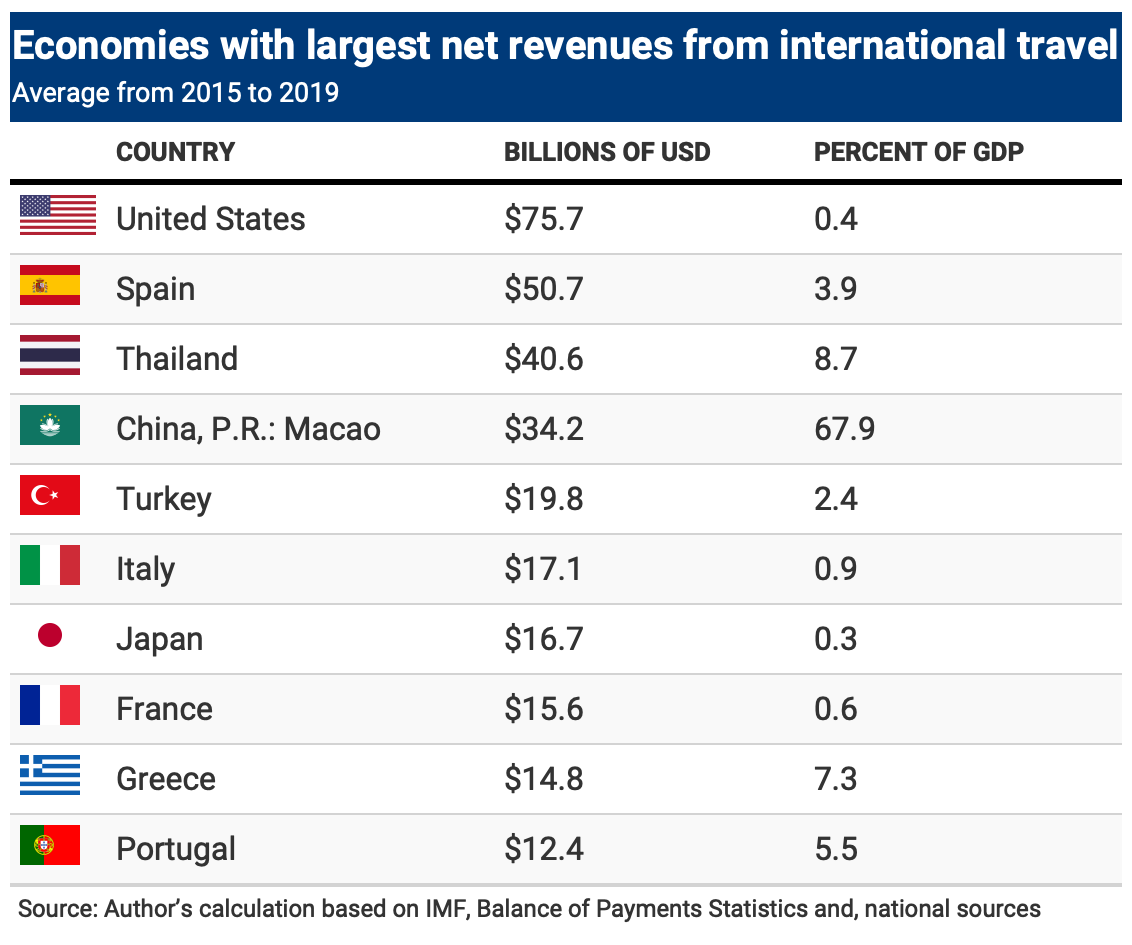 Economies with largest net revenues from international travel
Average from 2015 to 2019
COUNTRY BILLIONS OF USD PERCENT OF GDP
United States $75.7 0.4
Spain $50.7 3.9
Thailand $40.6 8.7
China, P.R.: Macao $34.2 67.9
Turkey $19.8 2.4
Italy $17.1 0.9
Japan $16.7 0.3
France $15.6 0.6
Greece $14.8 7.3
Portugal $12.4 5.5
Source: Author’s calculation based on IMF, Balance of Payments Statistics and, national sources